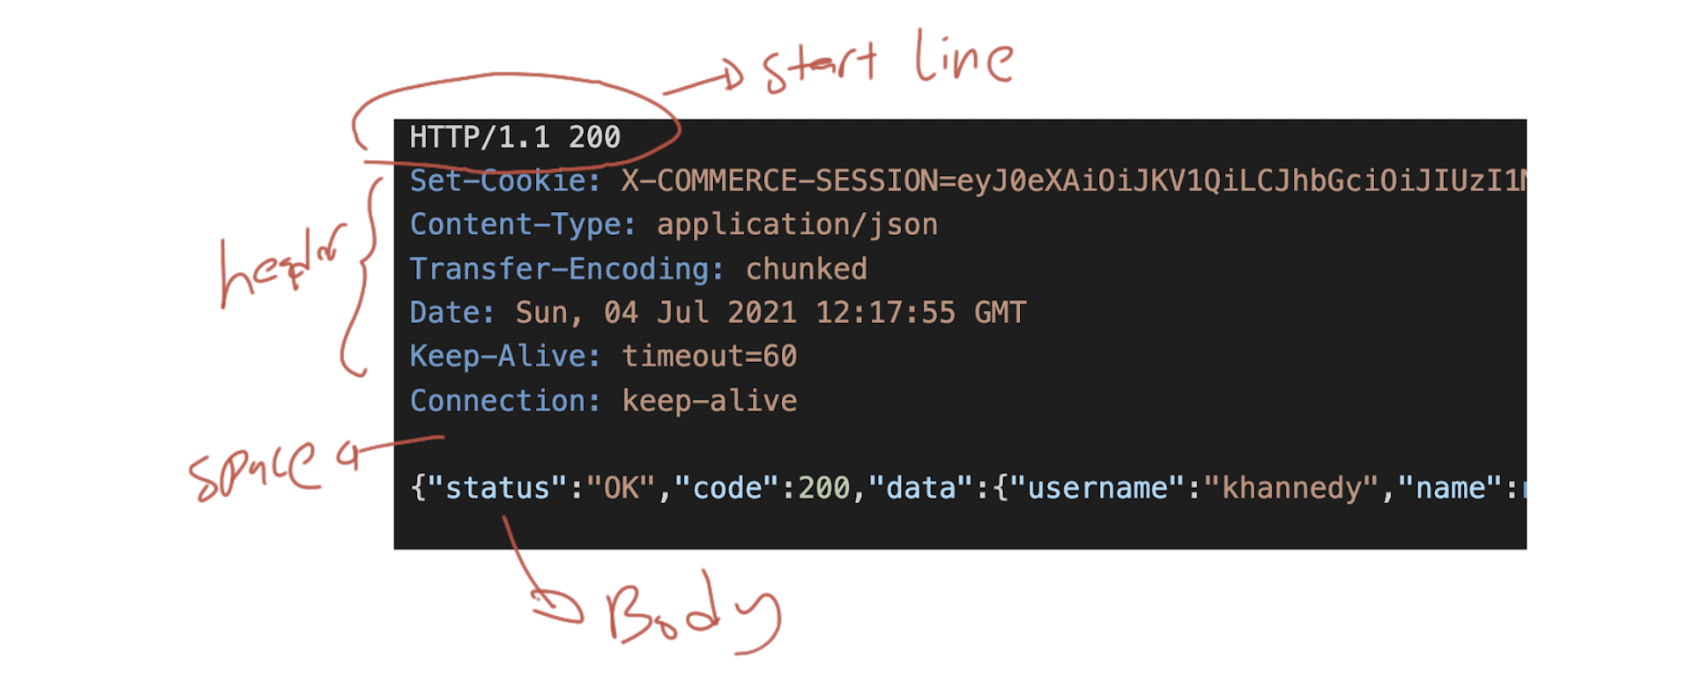 start line
HTTP/1.1 200
Set-Cookie: X-COMMERCE-SESSION=eyJ0eXAiOiJKV1QiLCJhbGciOiJIUzI1N
header
Content-Type: application/json
Transfer-Encoding: chunked
Date: Sun, 04 Jul 2021 12:17:55 GMT
Keep-Alive: timeout=60
Connection: keep-alive
space
{"status":"OK","code":200,"data":{"username":"khannedy","name":
Body